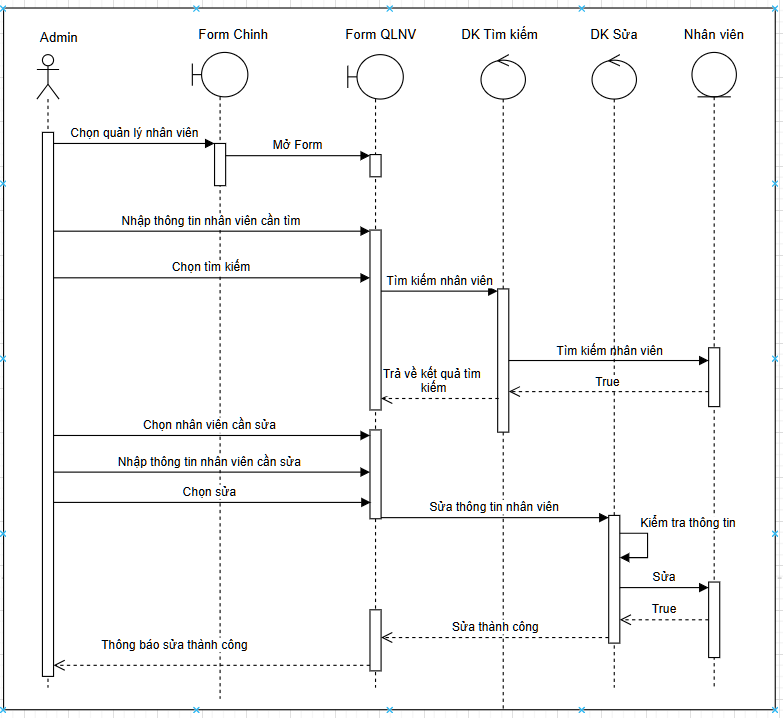 Admin
Form Chính
Form QLNV
DK Tìm kiếm
DK Sửa
Nhân viên
Chọn quản lý nhân viên
Mở Form
Nhập thông tin nhân viên cần tìm
Chọn tìm kiếm
Tìm kiếm nhân viên
Tìm kiếm nhân viên
Trả về kết quả tìm
kiếm
True
Chọn nhân viên cần sửa
Nhập thông tin nhân viên cần sửa
Chọn sửa
Sửa thông tin nhân viên
Kiểm tra thông tin
Sửa
True
Sửa thành công
Thông báo sửa thành công